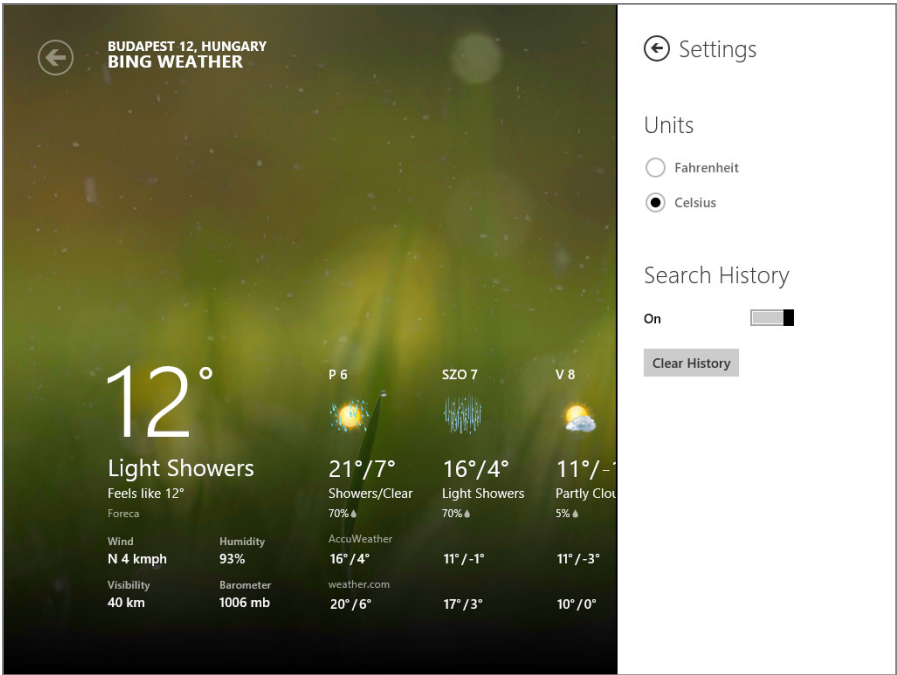 BUDAPEST 12, HUNGARY
BING WEATHER
12°
Light Showers
Feels like 12°
Foreca
Wind
N 4 kmph
Humidity
93%
Visibility
40 km
Barometer
1006 mb
P 6
21°/7°
Showers/Clear
70%
SZO 7
16°/4°
Light Showers
70%
V 8
11°/-
Partly Clou
5%
AccuWeather
16°/4°
11°/-1°
11°/-3°
weather.com
20°/6°
17°/3°
10°/0°
Settings
Units
Fahrenheit
Celsius
Search History
On
Clear History